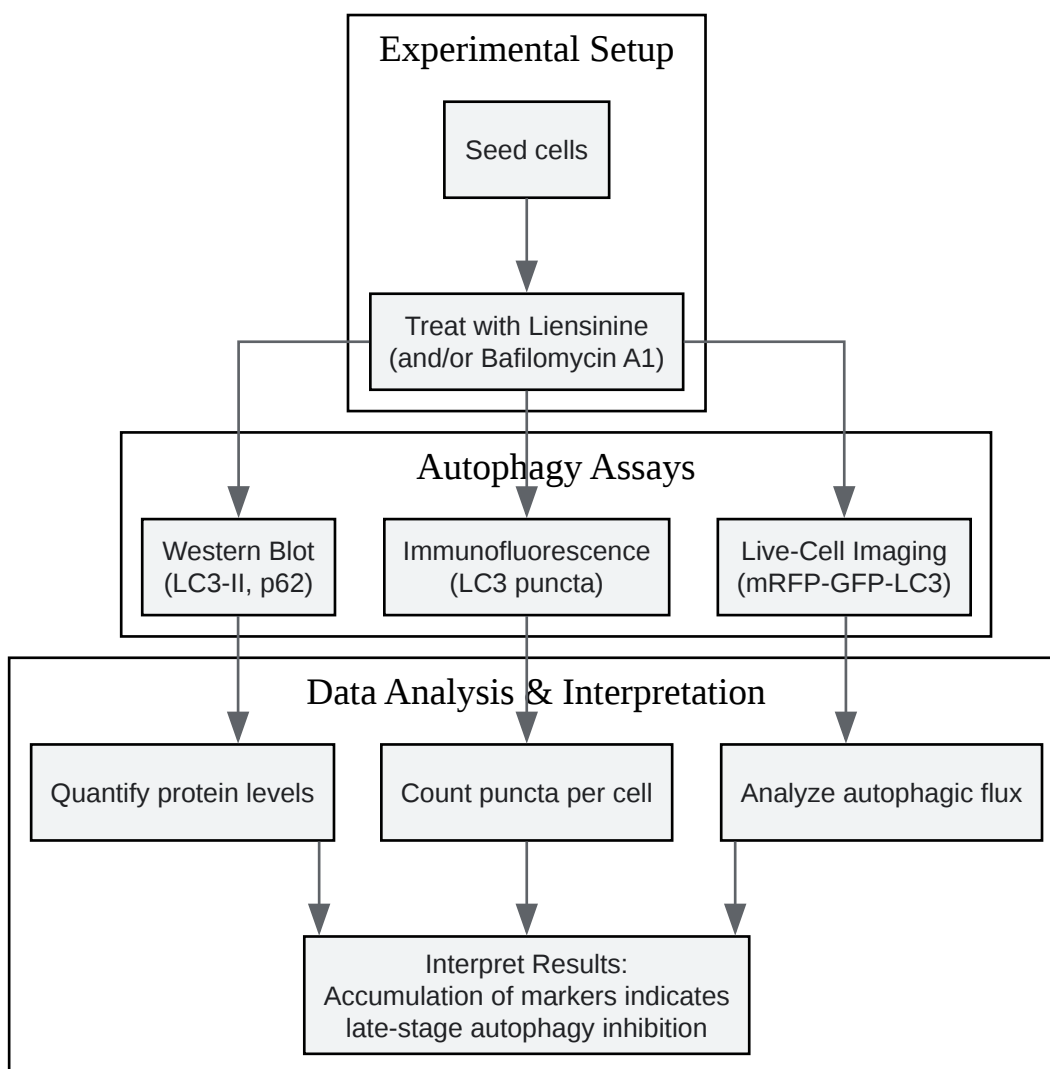 Experimental Setup
Seed cells
Treat with Liensinine
(and/or Bafilomycin A1)
Autophagy Assays
Western Blot
(LC3-II, p62)
Immunofluorescence
(LC3 puncta)
Live-Cell Imaging
(mRFP-GFP-LC3)
Data Analysis & Interpretation
Quantify protein levels
Count puncta per cell
Analyze autophagic flux
Interpret Results:
Accumulation of markers indicates
late-stage autophagy inhibition